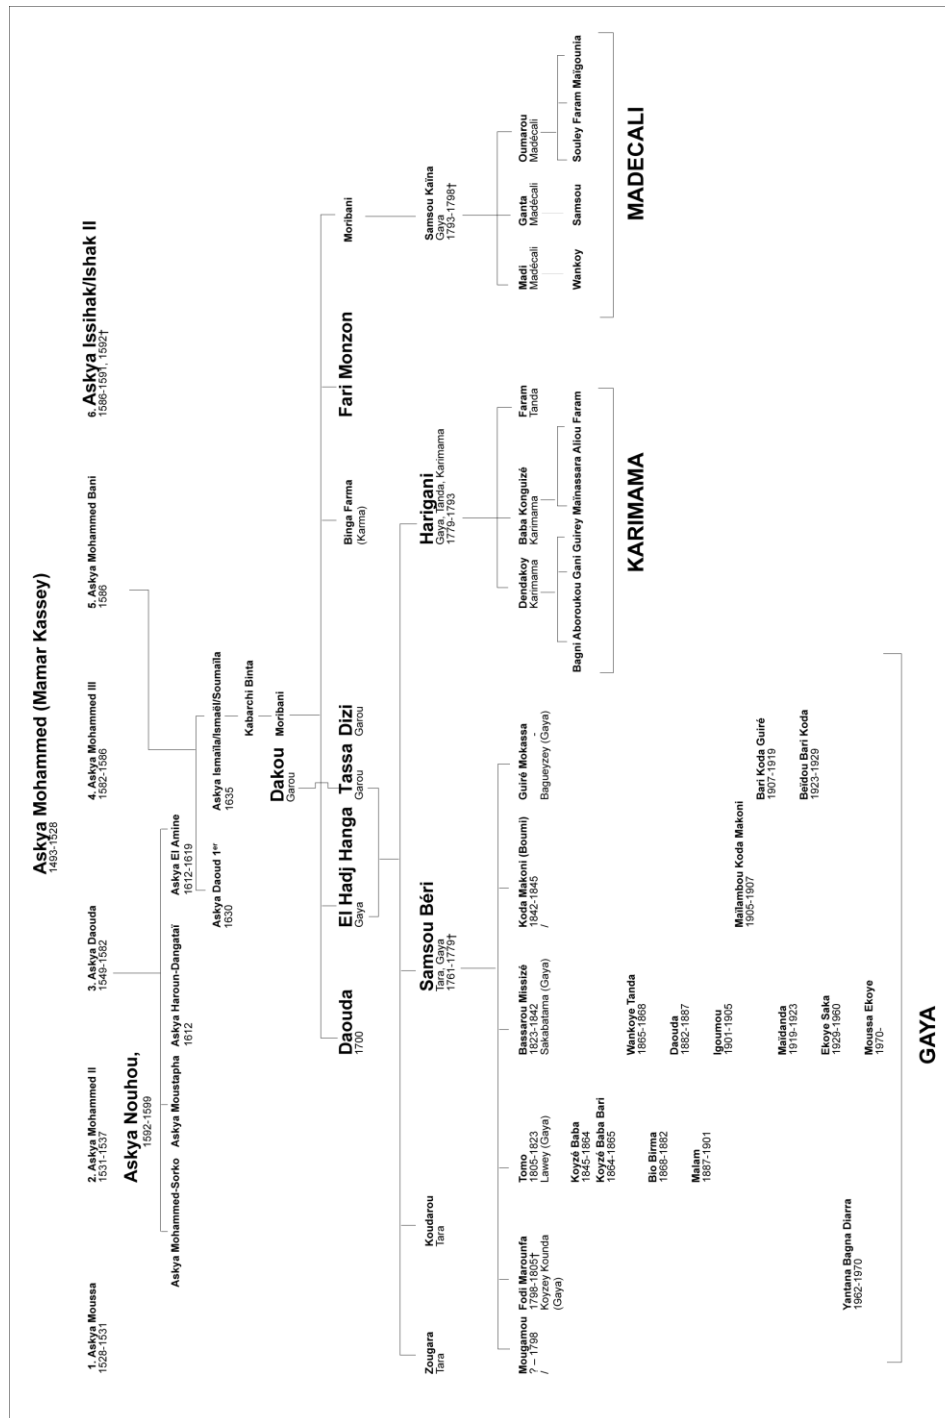 Askya Mohammed (Mamar Kassey)
1493-1528
1. Askya Moussa
1528-1531
2. Askya Mohammed II
1531-1537
3. Askya Daouda
1549-1582
4. Askya Mohammed III
1582-1586
5. Askya Mohammed Bani
1586
6. Askya Issihak/Ishak II
1586-1591, 1592†
Askya Nouhou,
1592-1599
Askya Mohammed-Sorko
Askya Moustapha
Askya Haroun-Dangataï
1612
Askya El Amine
1612-1619
Askya Daoud 1er
1630
Askya Ismaïla/Ismaël/Soumaïla
1635
Kabarchi Binta
Moribani
Dakou
Garou
Daouda
1700
El Hadj Hanga
Gaya
Tassa
Garou
Dizi
Garou
Binga Farma
(Karma)
Fari Monzon
Moribani
Zougara
Tara
Koudarou
Tara
Samsou Béri
Tara, Gaya
1761-1779†
Harigani
Gaya, Tanda, Karimama
1779-1793
Samsou Kaïna
Gaya
1793-1798†
Mougamou
? – 1798
/
Fodi Marounfa
1798-1805†
Koyzey Kounda
(Gaya)
Tomo
1805-1823
Lawey (Gaya)
Bassarou Missizé
1823-1842
Sakabatama (Gaya)
Koda Makoni (Boumi)
1842-1845
/
Guiré Mokassa
-
Bagueyzey (Gaya)
Dendakoy
Karimama
Baba Konguizé
Karimama
Faram
Tanda
Madi
Madécali
Ganta
Madécali
Oumarou
Madécali
Bagni Aboroukou Gani Guirey Maïnassara Aliou Faram
Wankoy
Samsou
Souley Faram Maïgounia
Koyzé Baba
1845-1864
Koyzé Baba Bari
1864-1865
Wankoye Tanda
1865-1868
Bio Birma
1868-1882
Daouda
1882-1887
Malam
1887-1901
Igoumou
1901-1905
Maïlambou Koda Makoni
1905-1907
Bari Koda Guiré
1907-1919
Maïdanda
1919-1923
Beïdou Bari Koda
1923-1929
Ekoye Saka
1929-1960
Yantana Bagna Diarra
1962-1970
Moussa Ekoye
1970-
GAYA
KARIMAMA
MADECALI